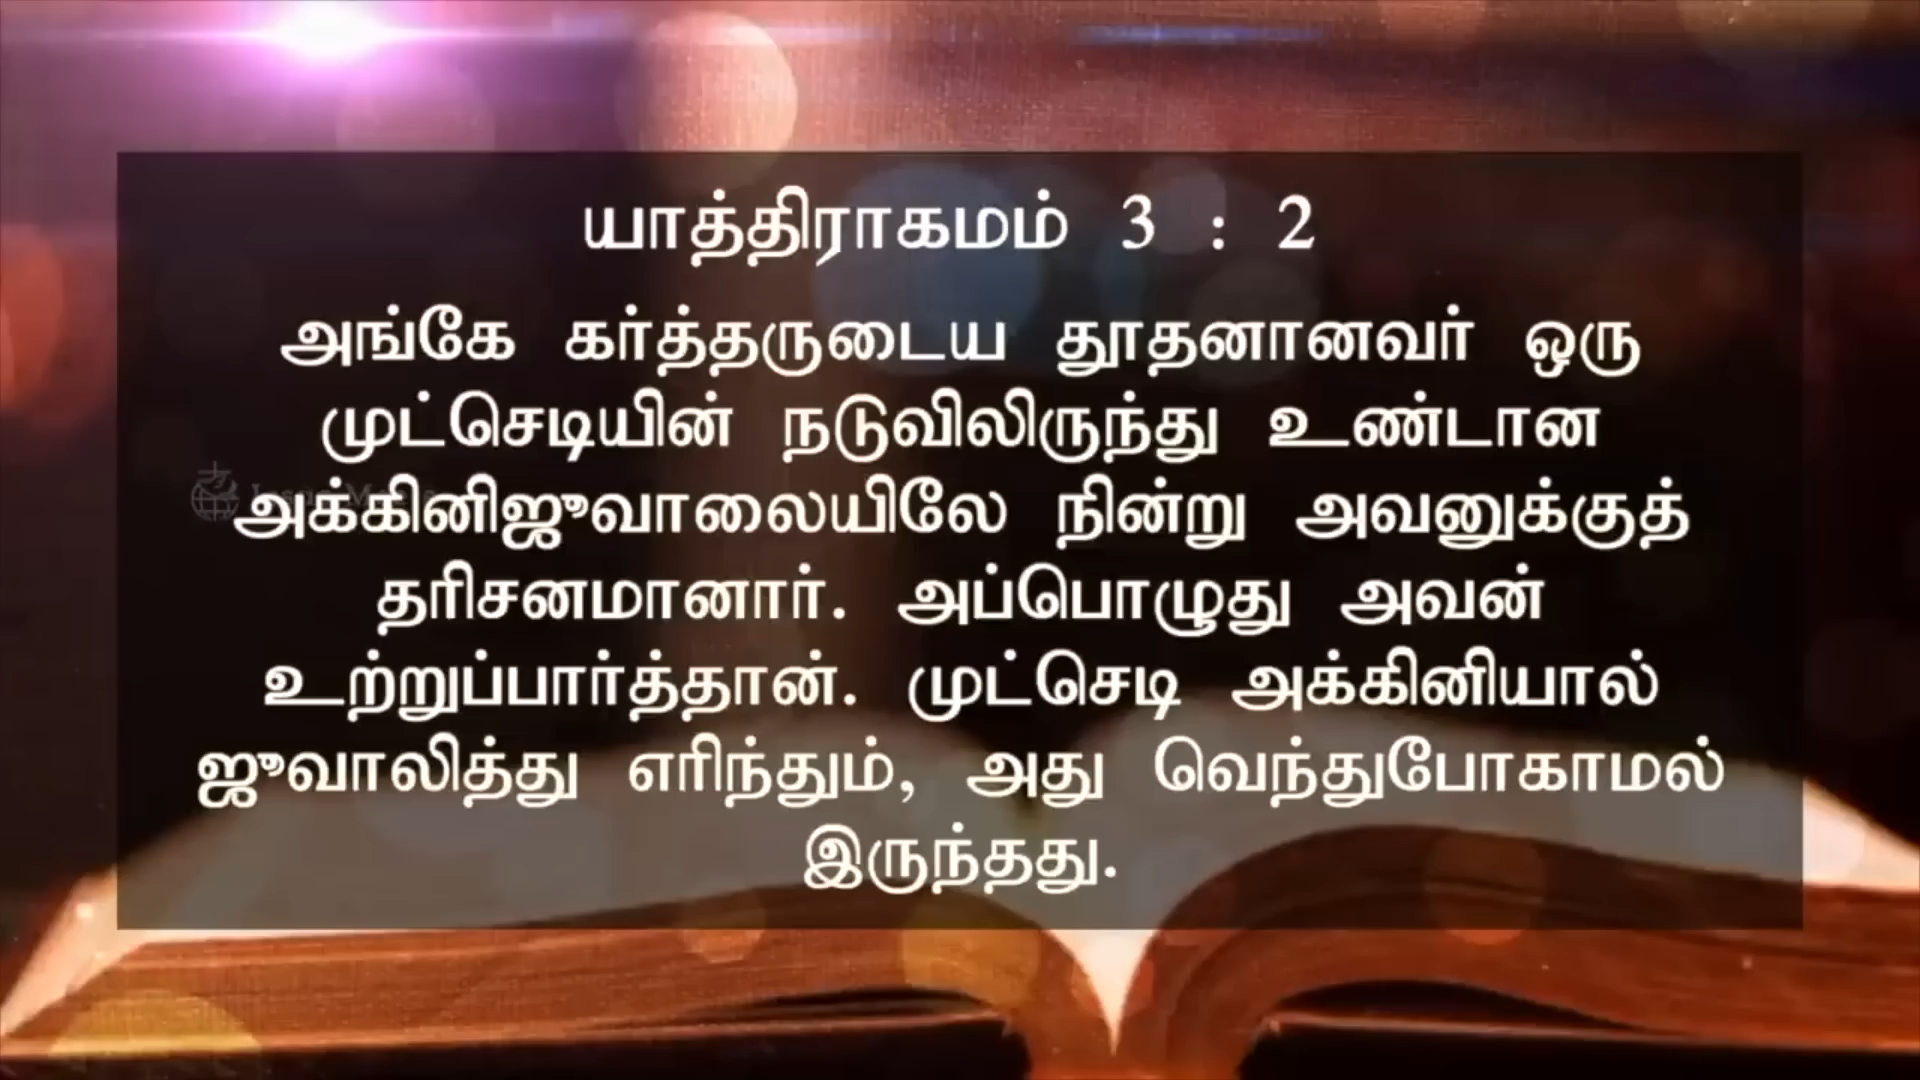 யாத்திராகமம் 3 : 2
அங்கே கர்த்தருடைய தூதனானவர் ஒரு
முட்செடியின் நடுவிலிருந்து உண்டான
அக்கினிஜுவாலையிலே நின்று அவனுக்குத்
தரிசனமானார். அப்பொழுது அவன்
உற்றுப்பார்த்தான். முட்செடி அக்கினியால்
ஜுவாலித்து எரிந்தும், அது வெந்துபோகாமல்
இருந்தது.